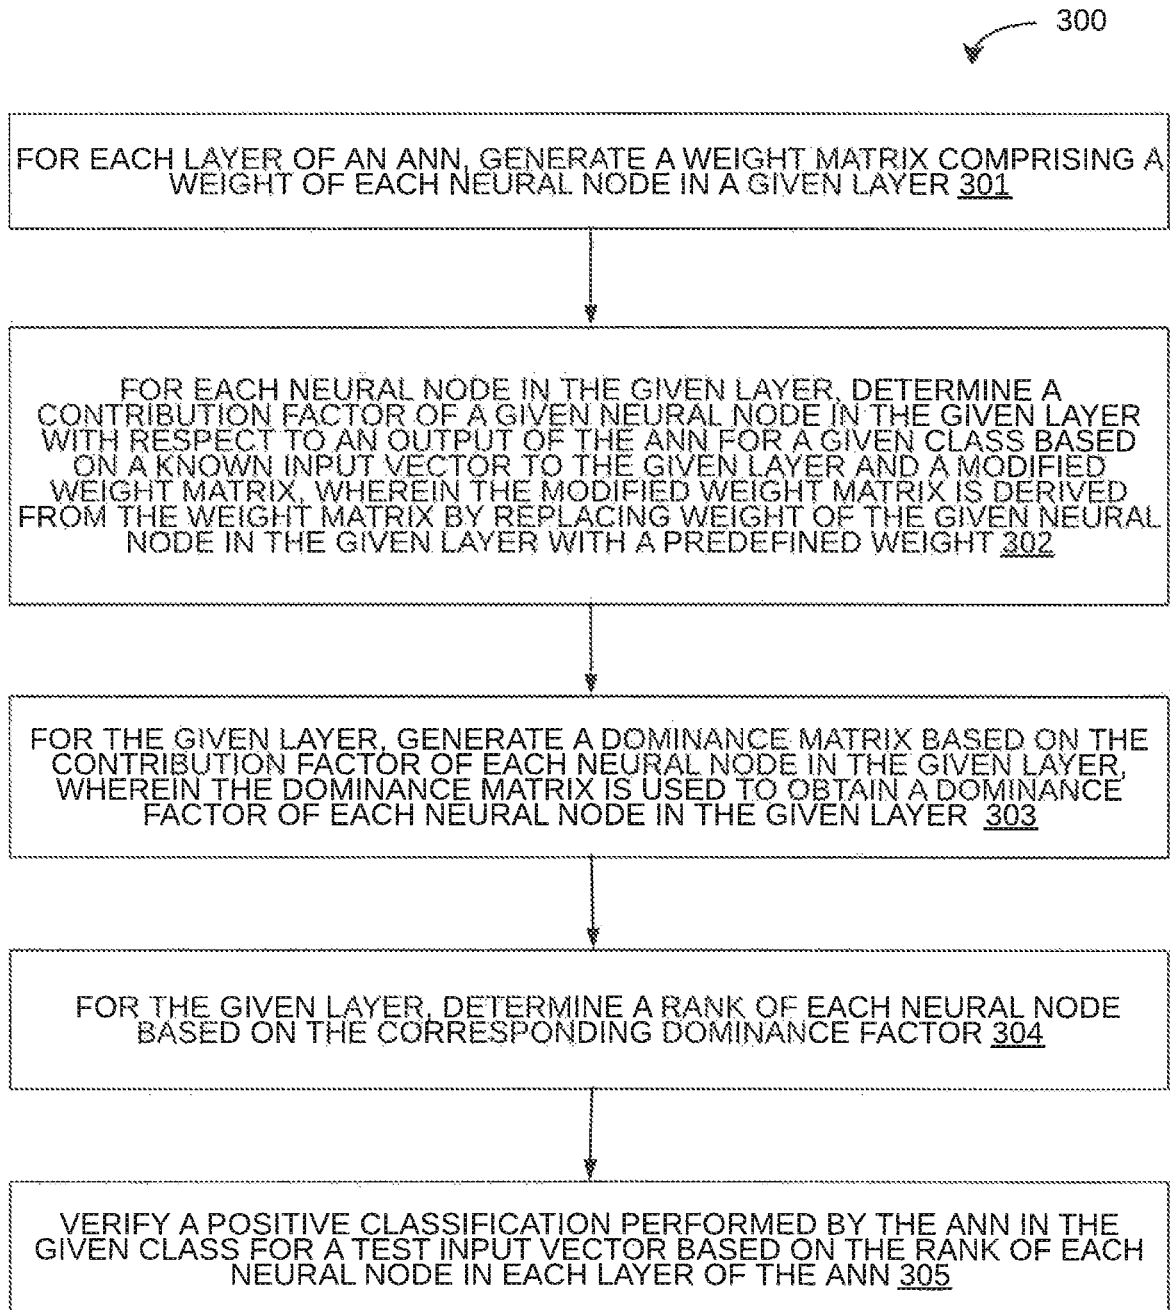 300
FOR EACH LAYER OF AN ANN, GENERATE A WEIGHT MATRIX COMPRISING A
WEIGHT OF EACH NEURAL NODE IN A GIVEN LAYER 301
FOR EACH NEURAL NODE IN THE GIVEN LAYER, DETERMINE A
CONTRIBUTION FACTOR OF A GIVEN NEURAL NODE IN THE GIVEN LAYER
WITH RESPECT TO AN OUTPUT OF THE ANN FOR A GIVEN CLASS BASED
ON A KNOWN INPUT VECTOR TO THE GIVEN LAYER AND A MODIFIED
WEIGHT MATRIX, WHEREIN THE MODIFIED WEIGHT MATRIX IS DERIVED
FROM THE WEIGHT MATRIX BY REPLACING WEIGHT OF THE GIVEN NEURAL
NODE IN THE GIVEN LAYER WITH A PREDEFINED WEIGHT 302
FOR THE GIVEN LAYER, GENERATE A DOMINANCE MATRIX BASED ON THE
CONTRIBUTION FACTOR OF EACH NEURAL NODE IN THE GIVEN LAYER,
WHEREIN THE DOMINANCE MATRIX IS USED TO OBTAIN A DOMINANCE
FACTOR OF EACH NEURAL NODE IN THE GIVEN LAYER 303
FOR THE GIVEN LAYER, DETERMINE A RANK OF EACH NEURAL NODE
BASED ON THE CORRESPONDING DOMINANCE FACTOR 304
VERIFY A POSITIVE CLASSIFICATION PERFORMED BY THE ANN IN THE
GIVEN CLASS FOR A TEST INPUT VECTOR BASED ON THE RANK OF EACH
NEURAL NODE IN EACH LAYER OF THE ANN 305